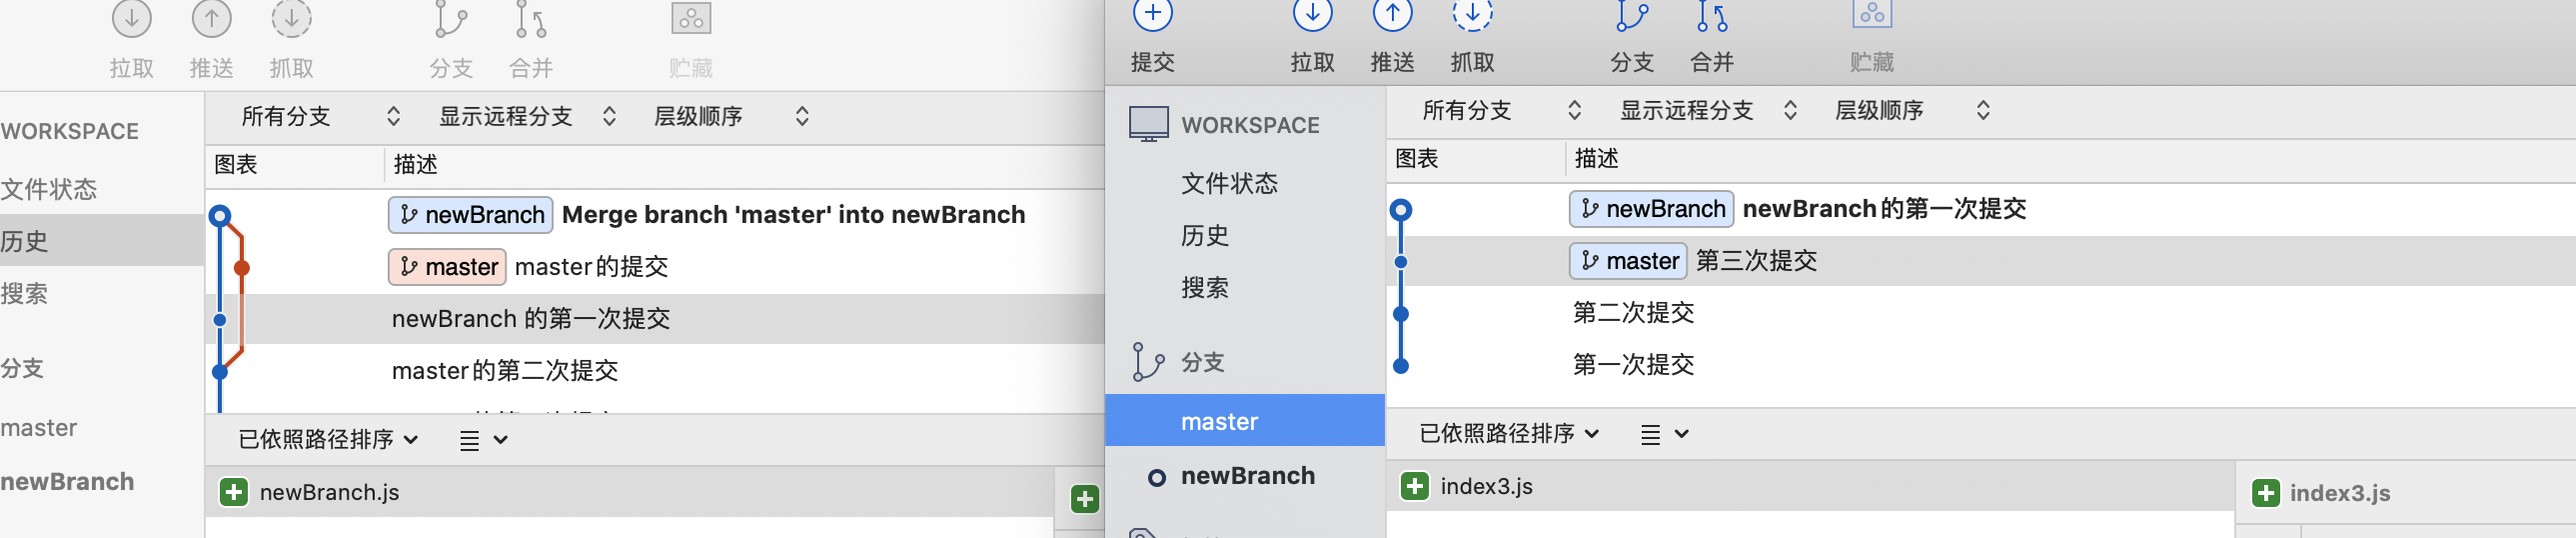 拉取 推送 抓取 分支 合并 贮藏
WORKSPACE
文件状态
历史
搜索
分支
master
newBranch
所有分支 显示远程分支 层级顺序
图表 描述
newBranch Merge branch 'master' into newBranch
master master的提交
newBranch 的第一次提交
master的第二次提交
已依照路径排序
newBranch.js
提交 拉取 推送 抓取 分支 合并 贮藏
WORKSPACE
文件状态
历史
搜索
分支
master
newBranch
所有分支 显示远程分支 层级顺序
图表 描述
newBranch newBranch的第一次提交
master 第三次提交
第二次提交
第一次提交
已依照路径排序
index3.js
index3.js